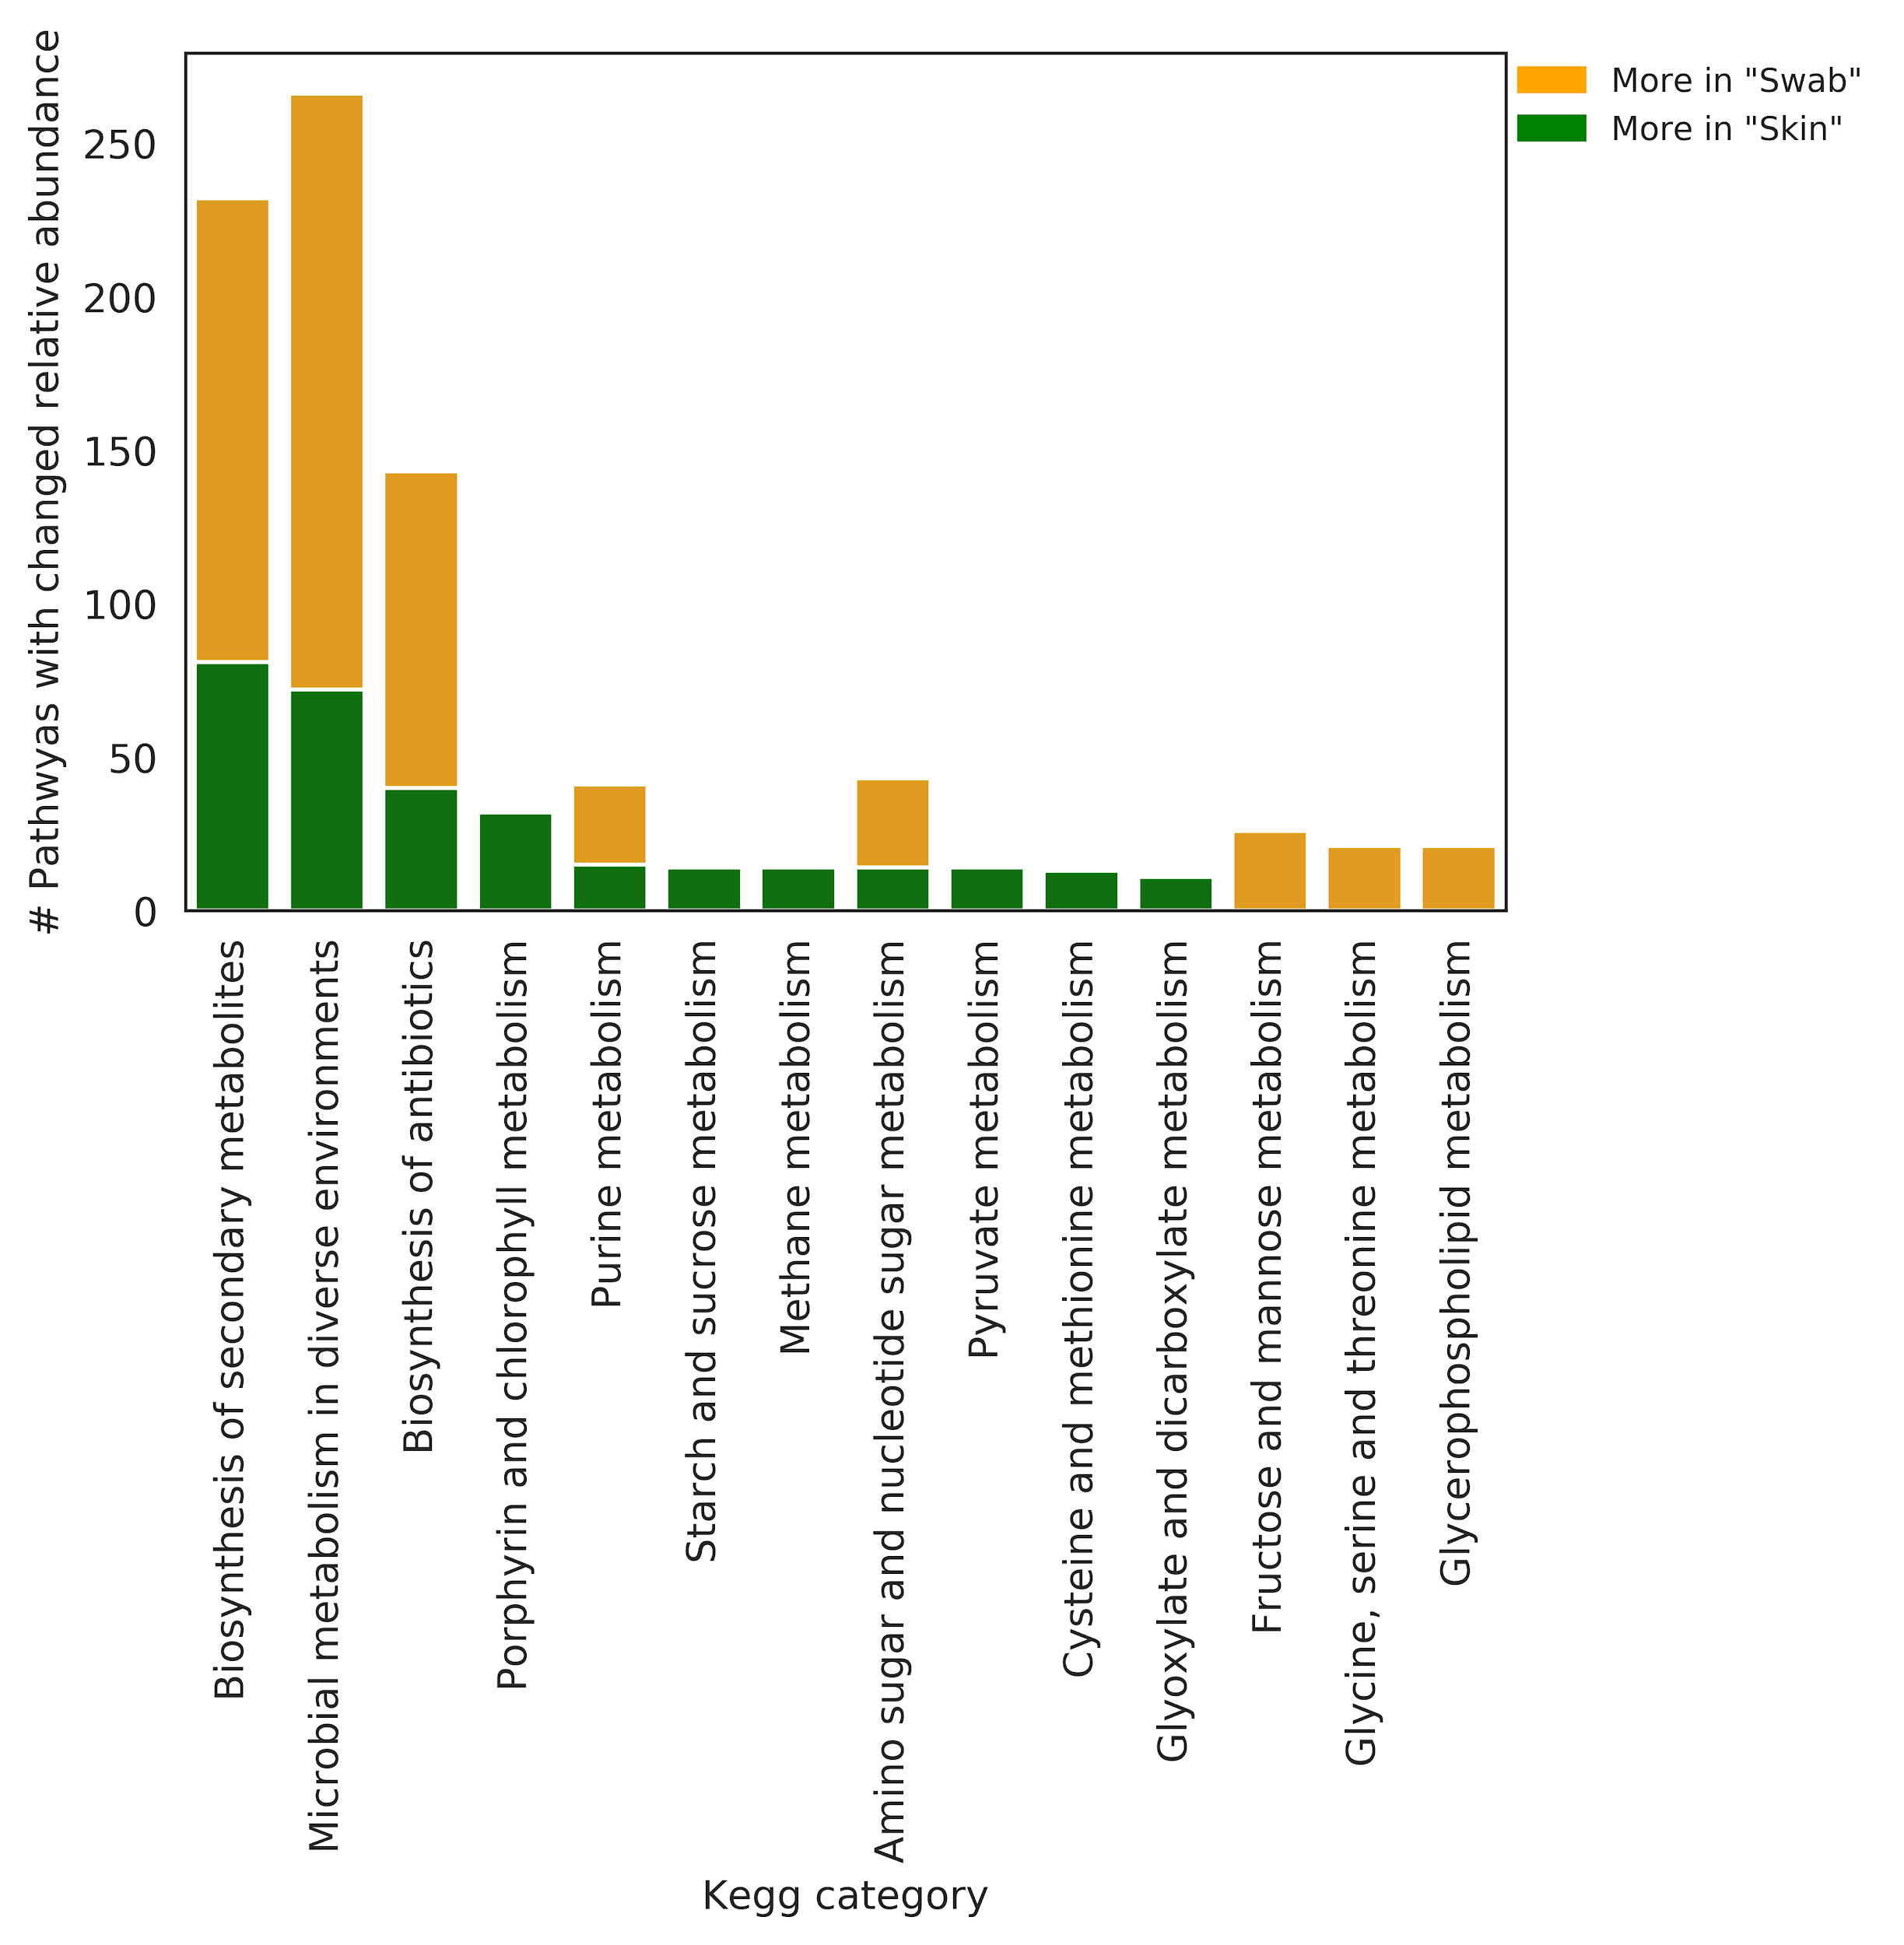 # Pathwyas with changed relative abundance
250
200
150
100
50
0
More in "Swab"
More in "Skin"
Biosynthesis of secondary metabolites
Microbial metabolism in diverse environments
Biosynthesis of antibiotics
Porphyrin and chlorophyll metabolism
Purine metabolism
Starch and sucrose metabolism
Methane metabolism
Amino sugar and nucleotide sugar metabolism
Pyruvate metabolism
Cysteine and methionine metabolism
Glyoxylate and dicarboxylate metabolism
Fructose and mannose metabolism
Glycine, serine and threonine metabolism
Glycerophospholipid metabolism
Kegg category